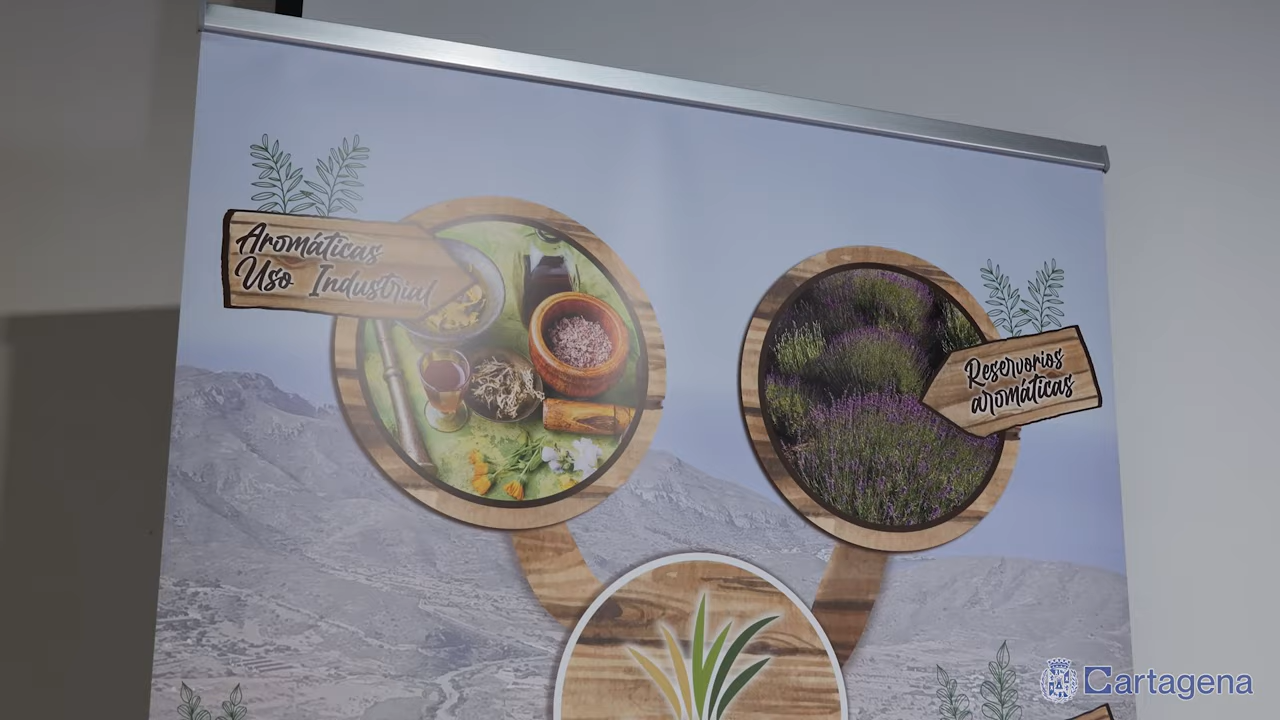 Aromáticas
Uso Industrial
Reservorios
aromáticas
Cartagena